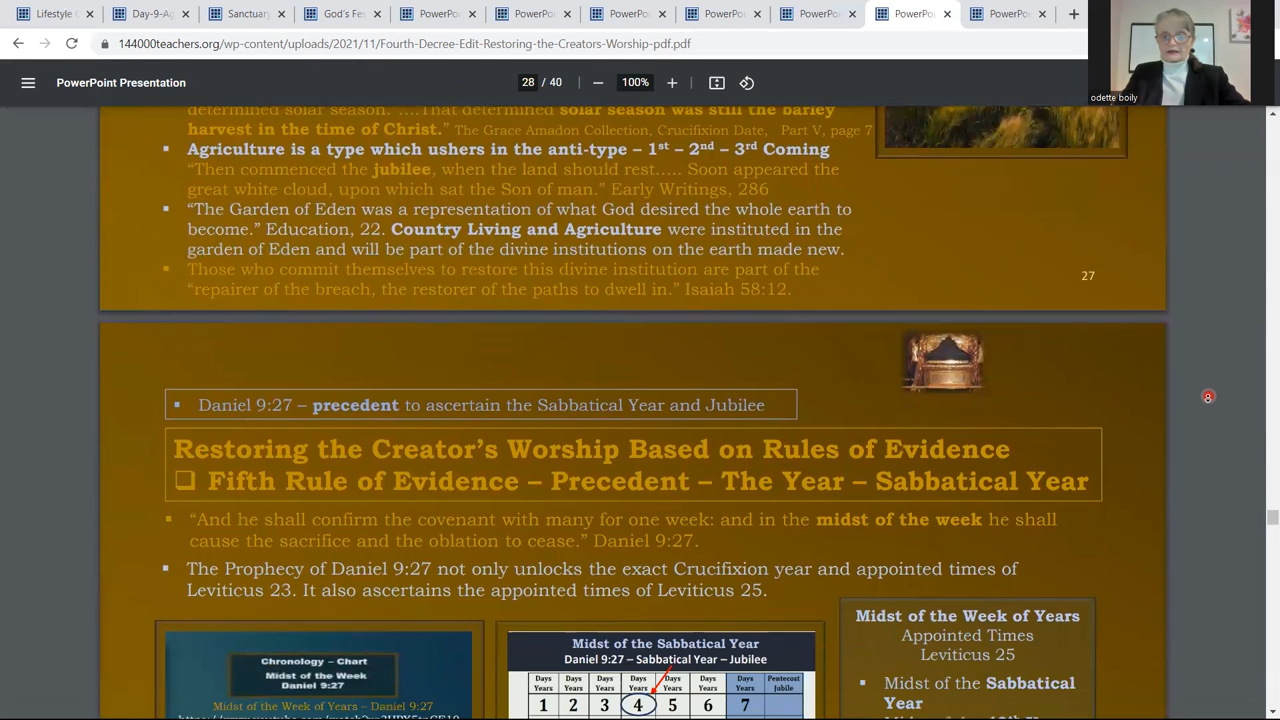 Lifestyle C
Day-9-Ag
Sanctuary
God's Fes
PowerPoi
PowerPoi
PowerPoi
PowerPoi
PowerPoi
PowerPoi
PowerPoi
144000teachers.org/wp-content/uploads/2021/11/Fourth-Decree-Edit-Restoring-the-Creators-Worship-pdf.pdf
PowerPoint Presentation
28 / 40
100%
odette boily
determined solar season. ….That determined solar season was still the barley
harvest in the time of Christ." The Grace Amadon Collection, Crucifixion Date, Part V, page 7
▪ Agriculture is a type which ushers in the anti-type – 1st – 2nd – 3rd Coming
"Then commenced the jubilee, when the land should rest….. Soon appeared the
great white cloud, upon which sat the Son of man." Early Writings, 286
▪ "The Garden of Eden was a representation of what God desired the whole earth to
become." Education, 22. Country Living and Agriculture were instituted in the
garden of Eden and will be part of the divine institutions on the earth made new.
▪ Those who commit themselves to restore this divine institution are part of the
"repairer of the breach, the restorer of the paths to dwell in." Isaiah 58:12.
27
▪ Daniel 9:27 – precedent to ascertain the Sabbatical Year and Jubilee
Restoring the Creator's Worship Based on Rules of Evidence
❑ Fifth Rule of Evidence – Precedent – The Year – Sabbatical Year
▪ "And he shall confirm the covenant with many for one week: and in the midst of the week he shall
cause the sacrifice and the oblation to cease." Daniel 9:27.
▪ The Prophecy of Daniel 9:27 not only unlocks the exact Crucifixion year and appointed times of
Leviticus 23. It also ascertains the appointed times of Leviticus 25.
Chronology – Chart
Midst of the Week
Daniel 9:27
Midst of the Week of Years – Daniel 9:27
Midst of the Sabbatical Year
Daniel 9:27 – Sabbatical Year – Jubilee
Days Days Days Days Days Days Days Pentecost
Years Years Years Years Years Years Years Jubile
1 2 3 4 5 6 7
Midst of the Week of Years
Appointed Times
Leviticus 25
▪ Midst of the Sabbatical
Year